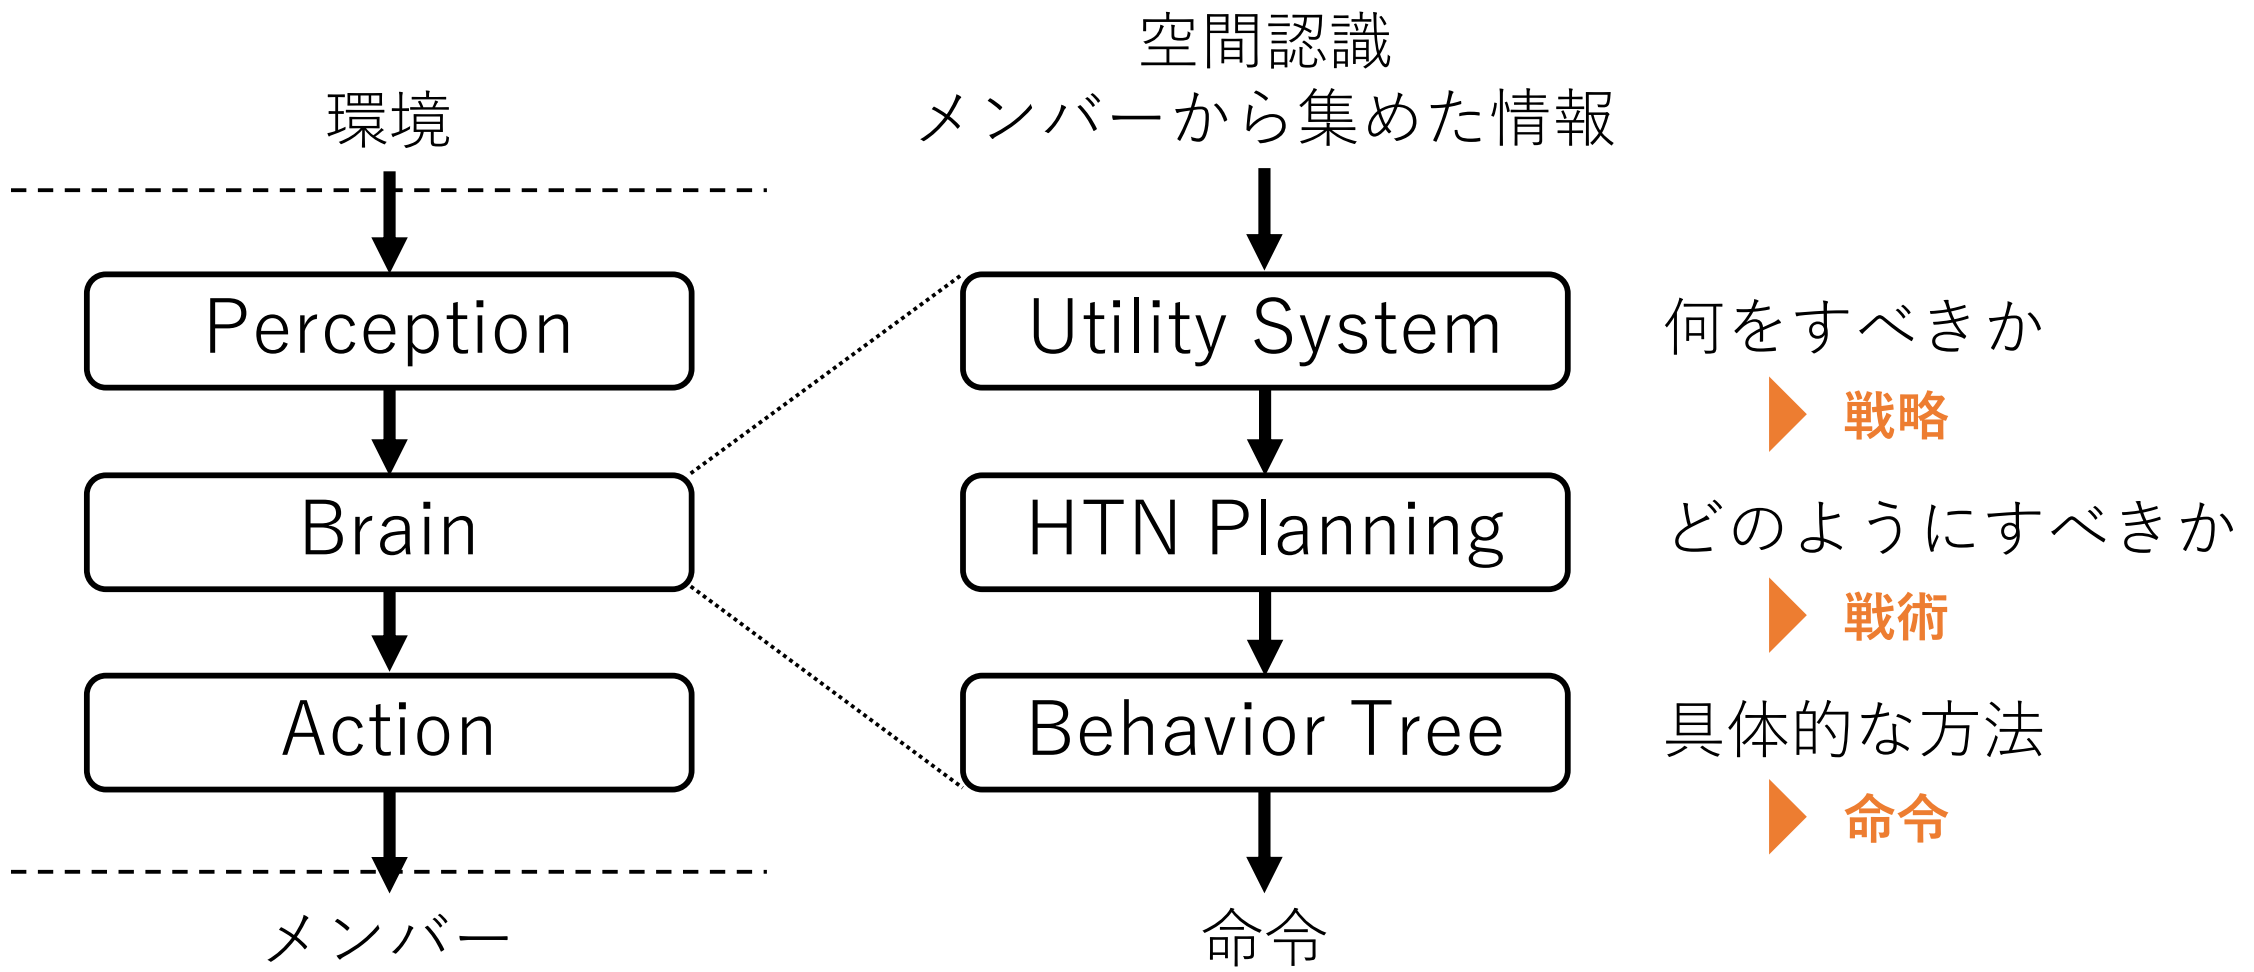 環境
Perception
Brain
Action
メンバー
空間認識
メンバーから集めた情報
Utility System
HTN Planning
Behavior Tree
命令
何をすべきか
戦略
どのようにすべきか
戦術
具体的な方法
命令